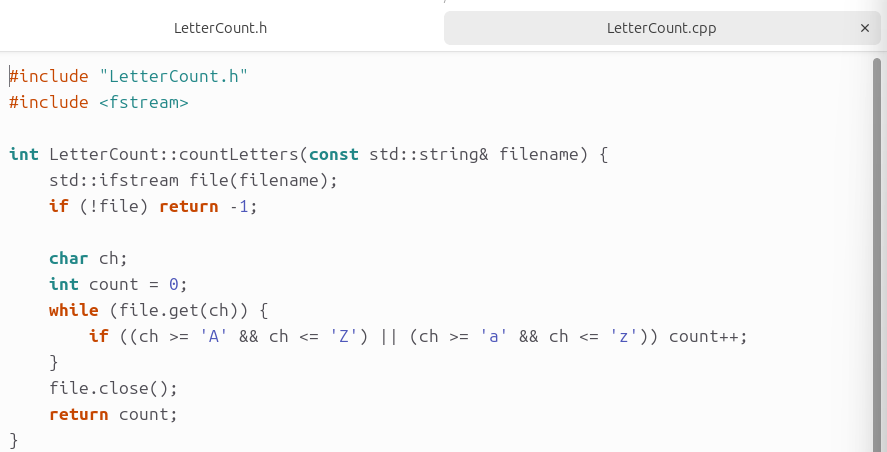 LetterCount.h LetterCount.cpp ×
#include "LetterCount.h"
#include <fstream>

int LetterCount::countLetters(const std::string& filename) {
    std::ifstream file(filename);
    if (!file) return -1;

    char ch;
    int count = 0;
    while (file.get(ch)) {
        if ((ch >= 'A' && ch <= 'Z') || (ch >= 'a' && ch <= 'z')) count++;
    }
    file.close();
    return count;
}